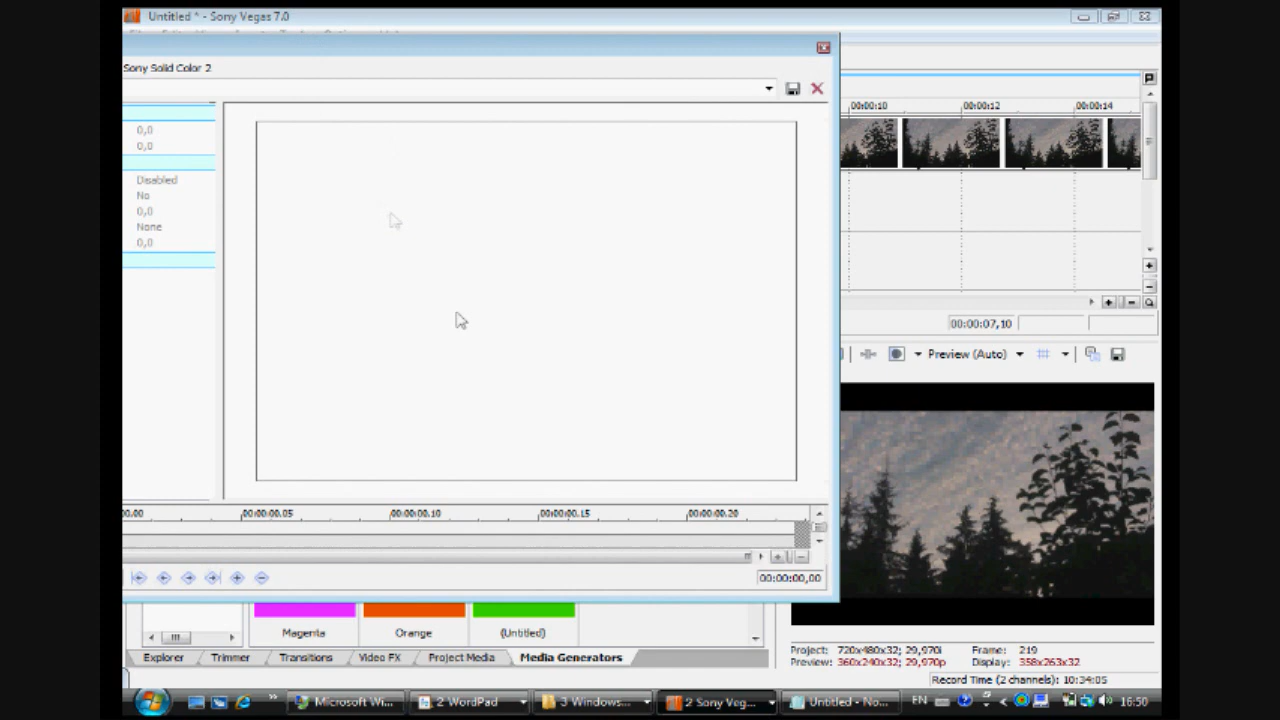 Untitled * - Sony Vegas 7.0
Sony Solid Color 2
0,0
0,0
Disabled
No
0,0
None
0,0
00:00:10
00:00:12
00:00:14
00:00:07,10
Preview (Auto)
00.00
00:00:00.05
00:00:00.10
00:00:00.15
00:00:00.20
00:00:00,00
Magenta
Orange
(Untitled)
Explorer
Trimmer
Transitions
Video FX
Project Media
Media Generators
Project: 720x480x32; 29,970i
Frame: 219
Preview: 360x240x32; 29,970p
Display: 358x263x32
Record Time (2 channels): 10:34:05
Microsoft Wi...
2 WordPad
3 Windows...
2 Sony Veg...
Untitled - No...
EN
16:50